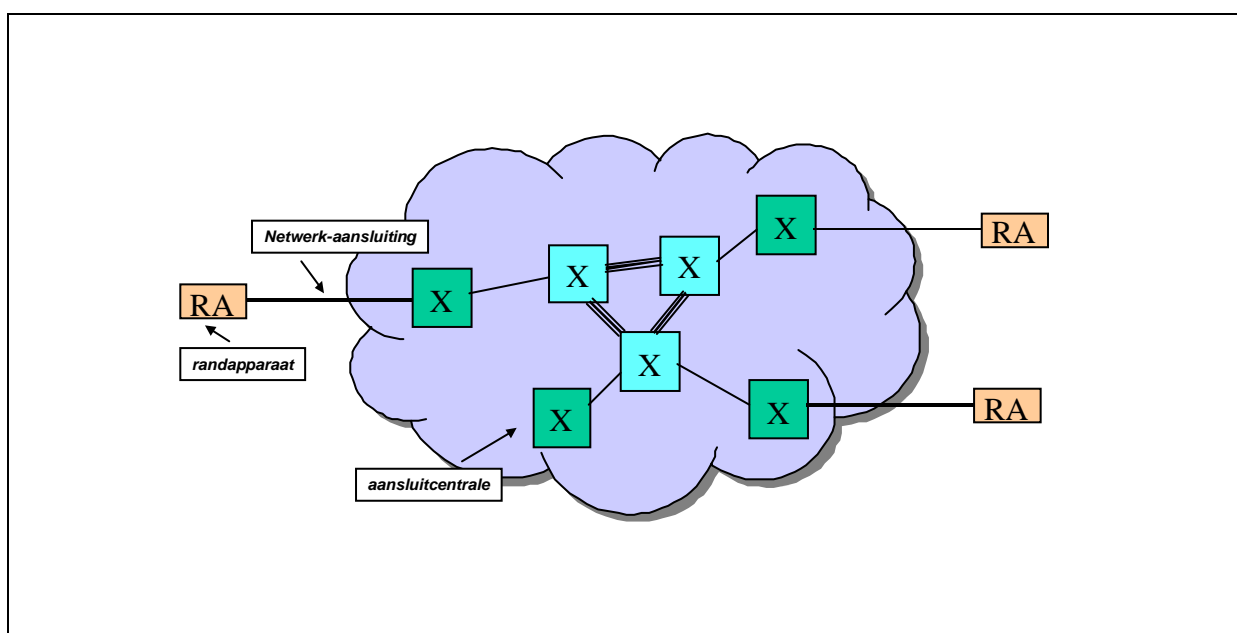 X
Netwerk-aansluiting
X
X
RA
X
RA
X
randapparaat
X
X
X
RA
aansluitcentrale